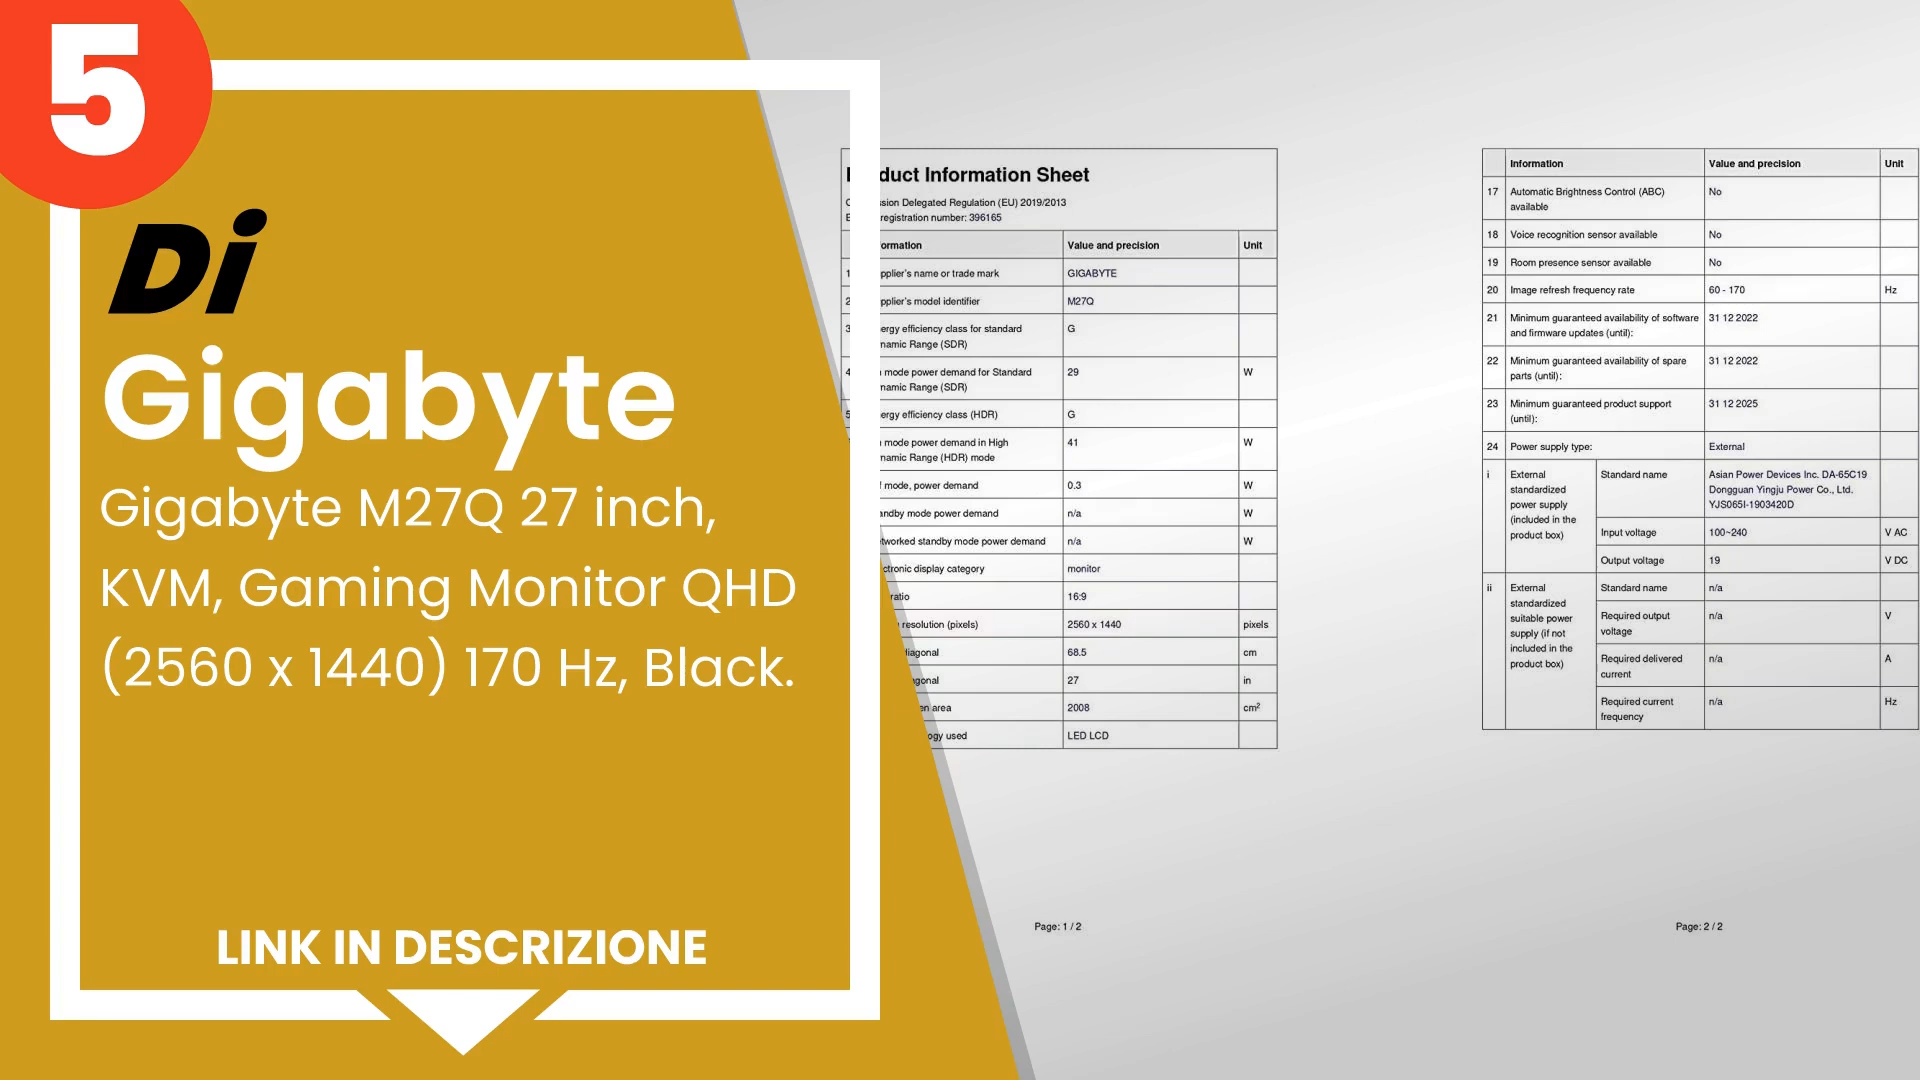 5
Di
Gigabyte
Gigabyte M27Q 27 inch,
KVM, Gaming Monitor QHD
(2560 x 1440) 170 Hz, Black.
LINK IN DESCRIZIONE
duct Information Sheet
ssion Delegated Regulation (EU) 2019/2013
registration number: 396165
ormation Value and precision Unit
pplier's name or trade mark GIGABYTE
pplier's model identifier M27Q
ergy efficiency class for standard G
namic Range (SDR)
mode power demand for Standard 29 W
namic Range (SDR)
ergy efficiency class (HDR) G
mode power demand in High 41 W
namic Range (HDR) mode
mode, power demand 0.3 W
andby mode power demand n/a W
tworked standby mode power demand n/a W
ctronic display category monitor
ratio 16:9
resolution (pixels) 2560 x 1440 pixels
iagonal 68.5 cm
gonal 27 in
en area 2008 cm²
ogy used LED LCD
Page: 1 / 2
Information Value and precision Unit
17 Automatic Brightness Control (ABC) No
available
18 Voice recognition sensor available No
19 Room presence sensor available No
20 Image refresh frequency rate 60 - 170 Hz
21 Minimum guaranteed availability of software 31 12 2022
and firmware updates (until):
22 Minimum guaranteed availability of spare 31 12 2022
parts (until):
23 Minimum guaranteed product support 31 12 2025
(until):
24 Power supply type: External
i External standardized power supply (included in the product box)
Standard name Asian Power Devices Inc. DA-65C19
Dongguan Yingju Power Co., Ltd.
YJS065I-1903420D
Input voltage 100~240 V AC
Output voltage 19 V DC
ii External standardized suitable power supply (if not included in the product box)
Standard name n/a
Required output n/a V
voltage
Required delivered n/a A
current
Required current n/a Hz
frequency
Page: 2 / 2